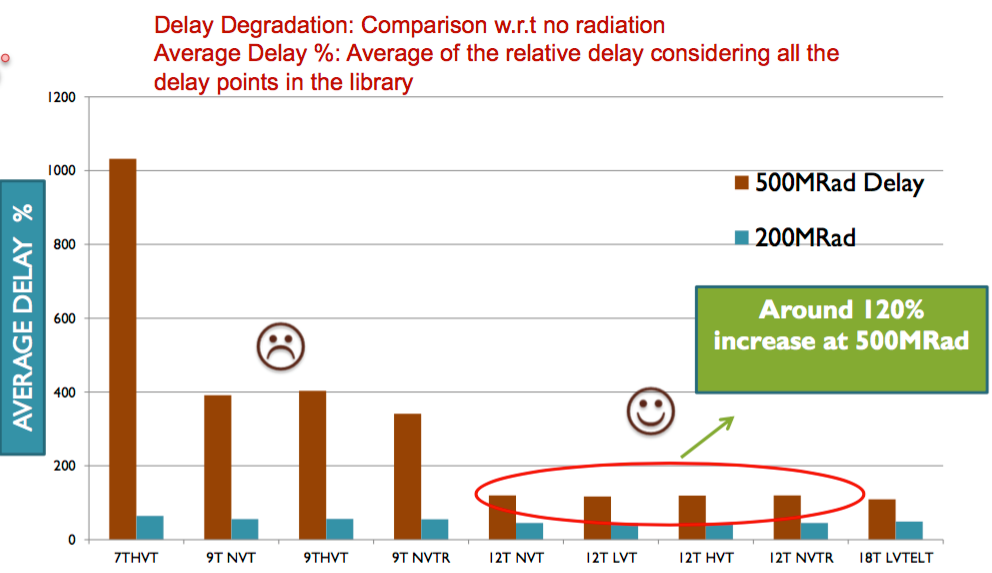 Delay Degradation: Comparison w.r.t no radiation
Average Delay %: Average of the relative delay considering all the
delay points in the library
1200
1000
800
600
400
200
0
AVERAGE DELAY %
500MRad Delay
200MRad
Around 120%
increase at 500MRad
7THVT 9T NVT 9THVT 9T NVTR 12T NVT 12T LVT 12T HVT 12T NVTR 18T LVTELT